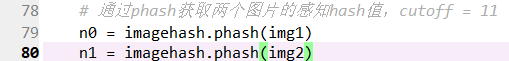 78 # 通过phash获取两个图片的感知hash值，cutoff = 11
79 n0 = imagehash.phash(img1)
80 n1 = imagehash.phash(img2)